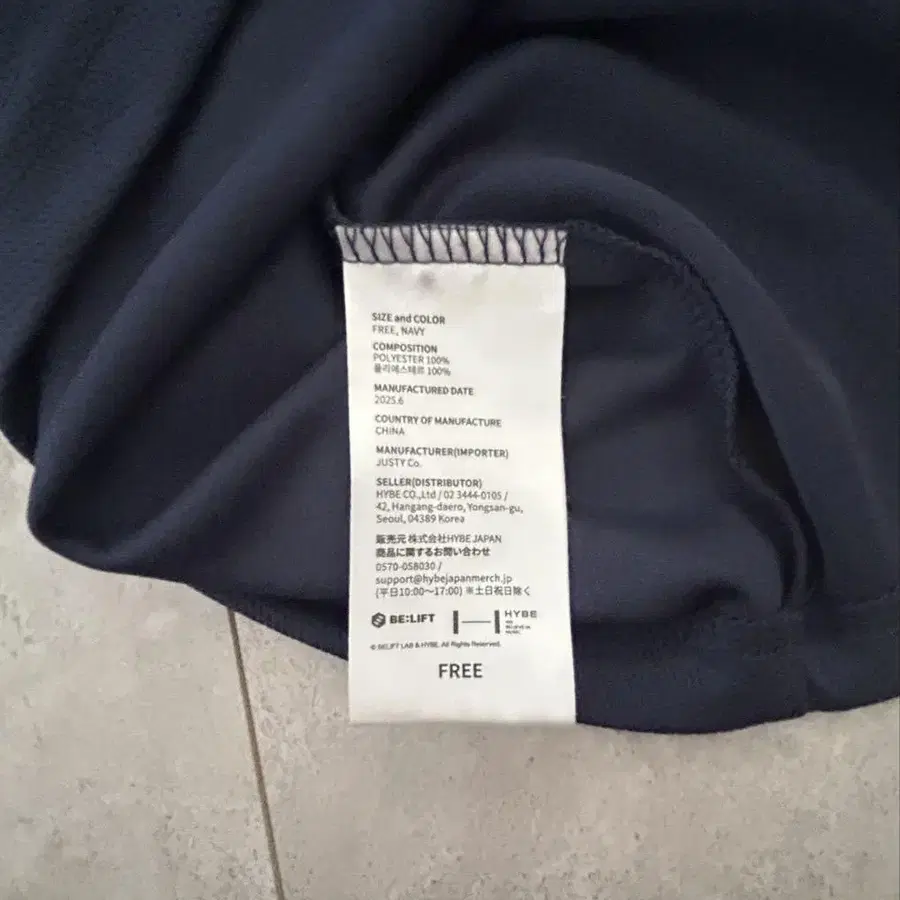 SIZE and COLOR
FREE, NAVY
COMPOSITION
POLYESTER 100%
폴리에스테르 100%
MANUFACTURED DATE
2025.6
COUNTRY OF MANUFACTURE
CHINA
MANUFACTURER(IMPORTER)
JUSTY Co.
SELLER(DISTRIBUTOR)
HYBE CO.,Ltd / 02 3444-0105 /
42, Hangang-daero, Yongsan-gu,
Seoul, 04389 Korea
販売元 株式会社HYBE JAPAN
商品に関するお問い合わせ
0570-058030 /
support@hybejapanmerch.jp
(平日10:00〜17:00) ※土日祝日除く
BE:LIFT HYBE
WE
BELIEVE IN
MUSIC
© BELIFT LAB & HYBE. All Rights Reserved.
FREE